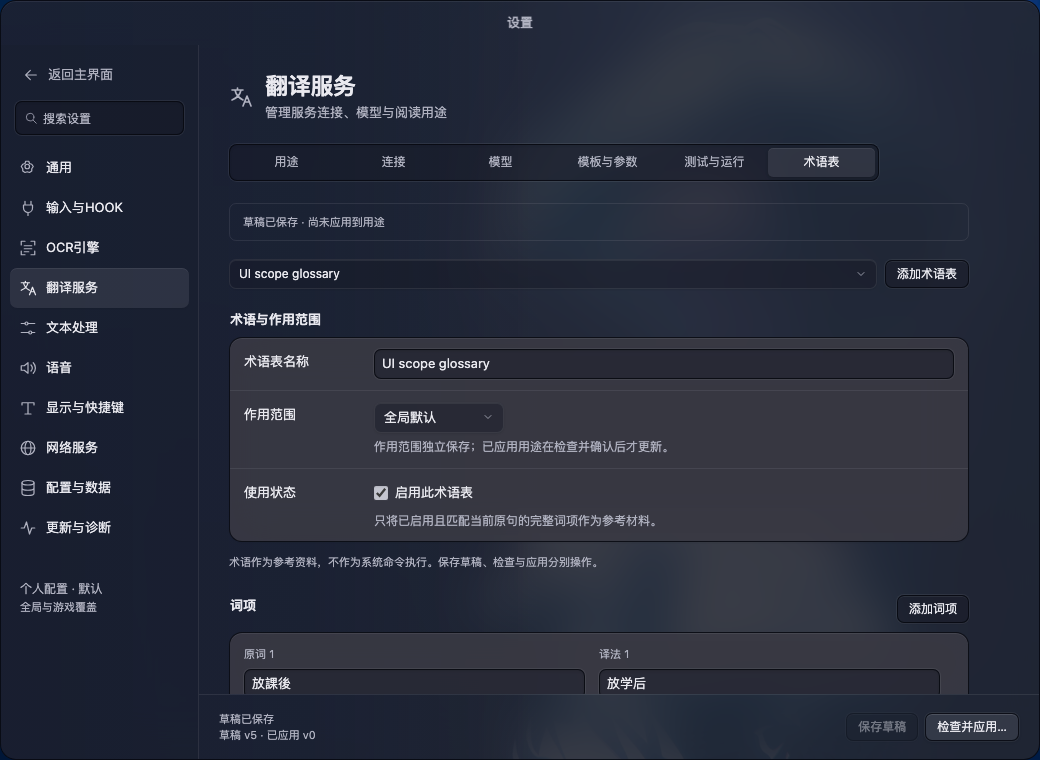 设置
返回主界面
搜索设置
通用
输入与HOOK
OCR引擎
翻译服务
文本处理
语音
显示与快捷键
网络服务
配置与数据
更新与诊断
个人配置 · 默认
全局与游戏覆盖
翻译服务
管理服务连接、模型与阅读用途
用途 连接 模型 模板与参数 测试与运行 术语表
草稿已保存 · 尚未应用到用途
UI scope glossary 添加术语表
术语与作用范围
术语表名称 UI scope glossary
作用范围 全局默认
作用范围独立保存；已应用用途在检查并确认后才更新。
使用状态 启用此术语表
只将已启用且匹配当前原句的完整词项作为参考材料。
术语作为参考资料，不作为系统命令执行。保存草稿、检查与应用分别操作。
词项 添加词项
原词 1 译法 1
放課後 放学后
草稿已保存
草稿 v5 · 已应用 v0
保存草稿 检查并应用...